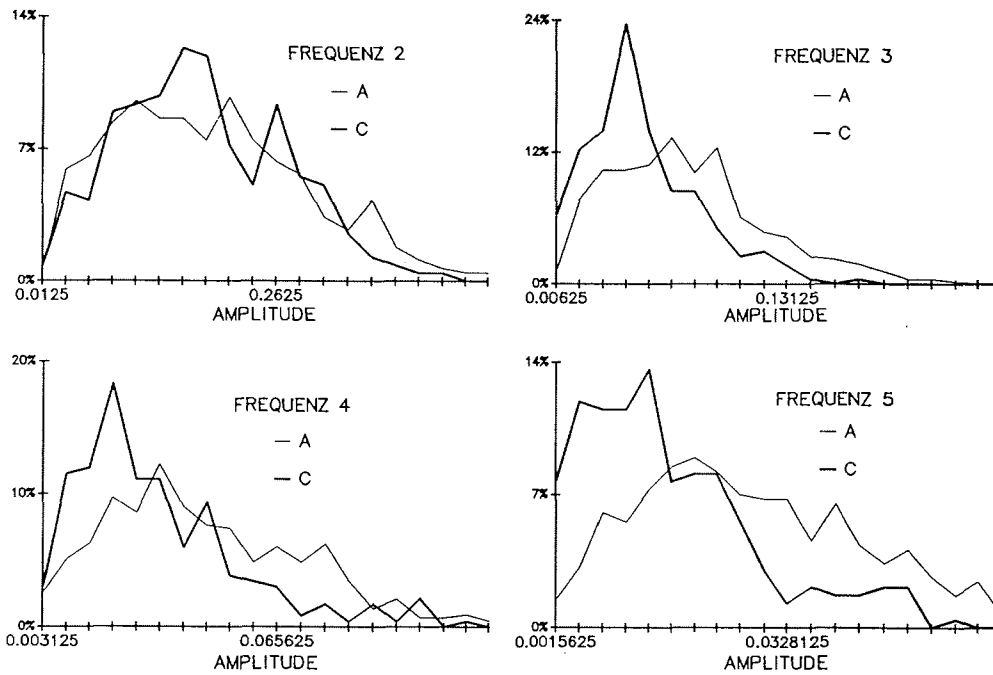 14%
FREQUENZ 2
A
C
7%
0%
0.0125
0.2625
AMPLITUDE
24%
FREQUENZ 3
A
C
12%
0%
0.00625
0.13125
AMPLITUDE
20%
FREQUENZ 4
A
C
10%
0%
0.003125
0.065625
AMPLITUDE
14%
FREQUENZ 5
A
C
7%
0%
0.0015625
0.0328125
AMPLITUDE